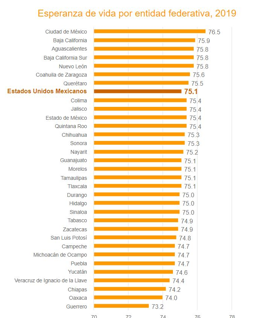 Esperanza de vida por entidad federativa, 2019
Ciudad de México 76.5
Baja California 75.9
Aguascalientes 75.8
Baja California Sur 75.8
Nuevo León 75.8
Coahuila de Zaragoza 75.6
Querétaro 75.5
Estados Unidos Mexicanos 75.1
Colima 75.4
Jalisco 75.4
Estado de México 75.4
Quintana Roo 75.4
Chihuahua 75.3
Sonora 75.3
Nayarit 75.2
Guanajuato 75.1
Morelos 75.1
Tamaulipas 75.1
Tlaxcala 75.1
Durango 75.0
Hidalgo 75.0
Sinaloa 75.0
Tabasco 74.9
Zacatecas 74.9
San Luis Potosí 74.8
Campeche 74.7
Michoacán de Ocampo 74.7
Puebla 74.7
Yucatán 74.6
Veracruz de Ignacio de la Llave 74.4
Chiapas 74.2
Oaxaca 74.0
Guerrero 73.2
70 72 74 76 78